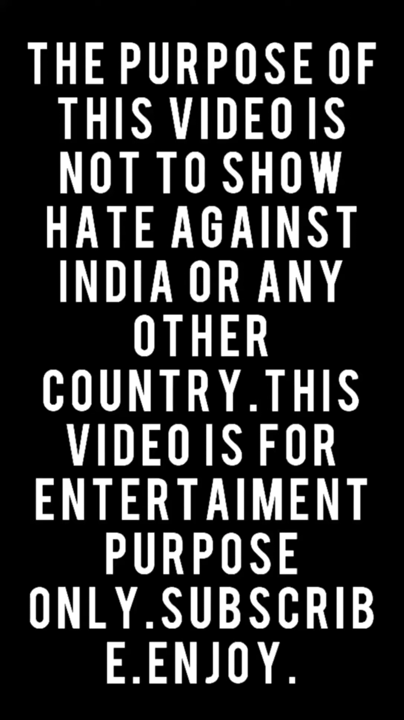 THE PURPOSE OF
THIS VIDEO IS
NOT TO SHOW
HATE AGAINST
INDIA OR ANY
OTHER
COUNTRY.THIS
VIDEO IS FOR
ENTERTAIMENT
PURPOSE
ONLY.SUBSCRIB
E.ENJOY.